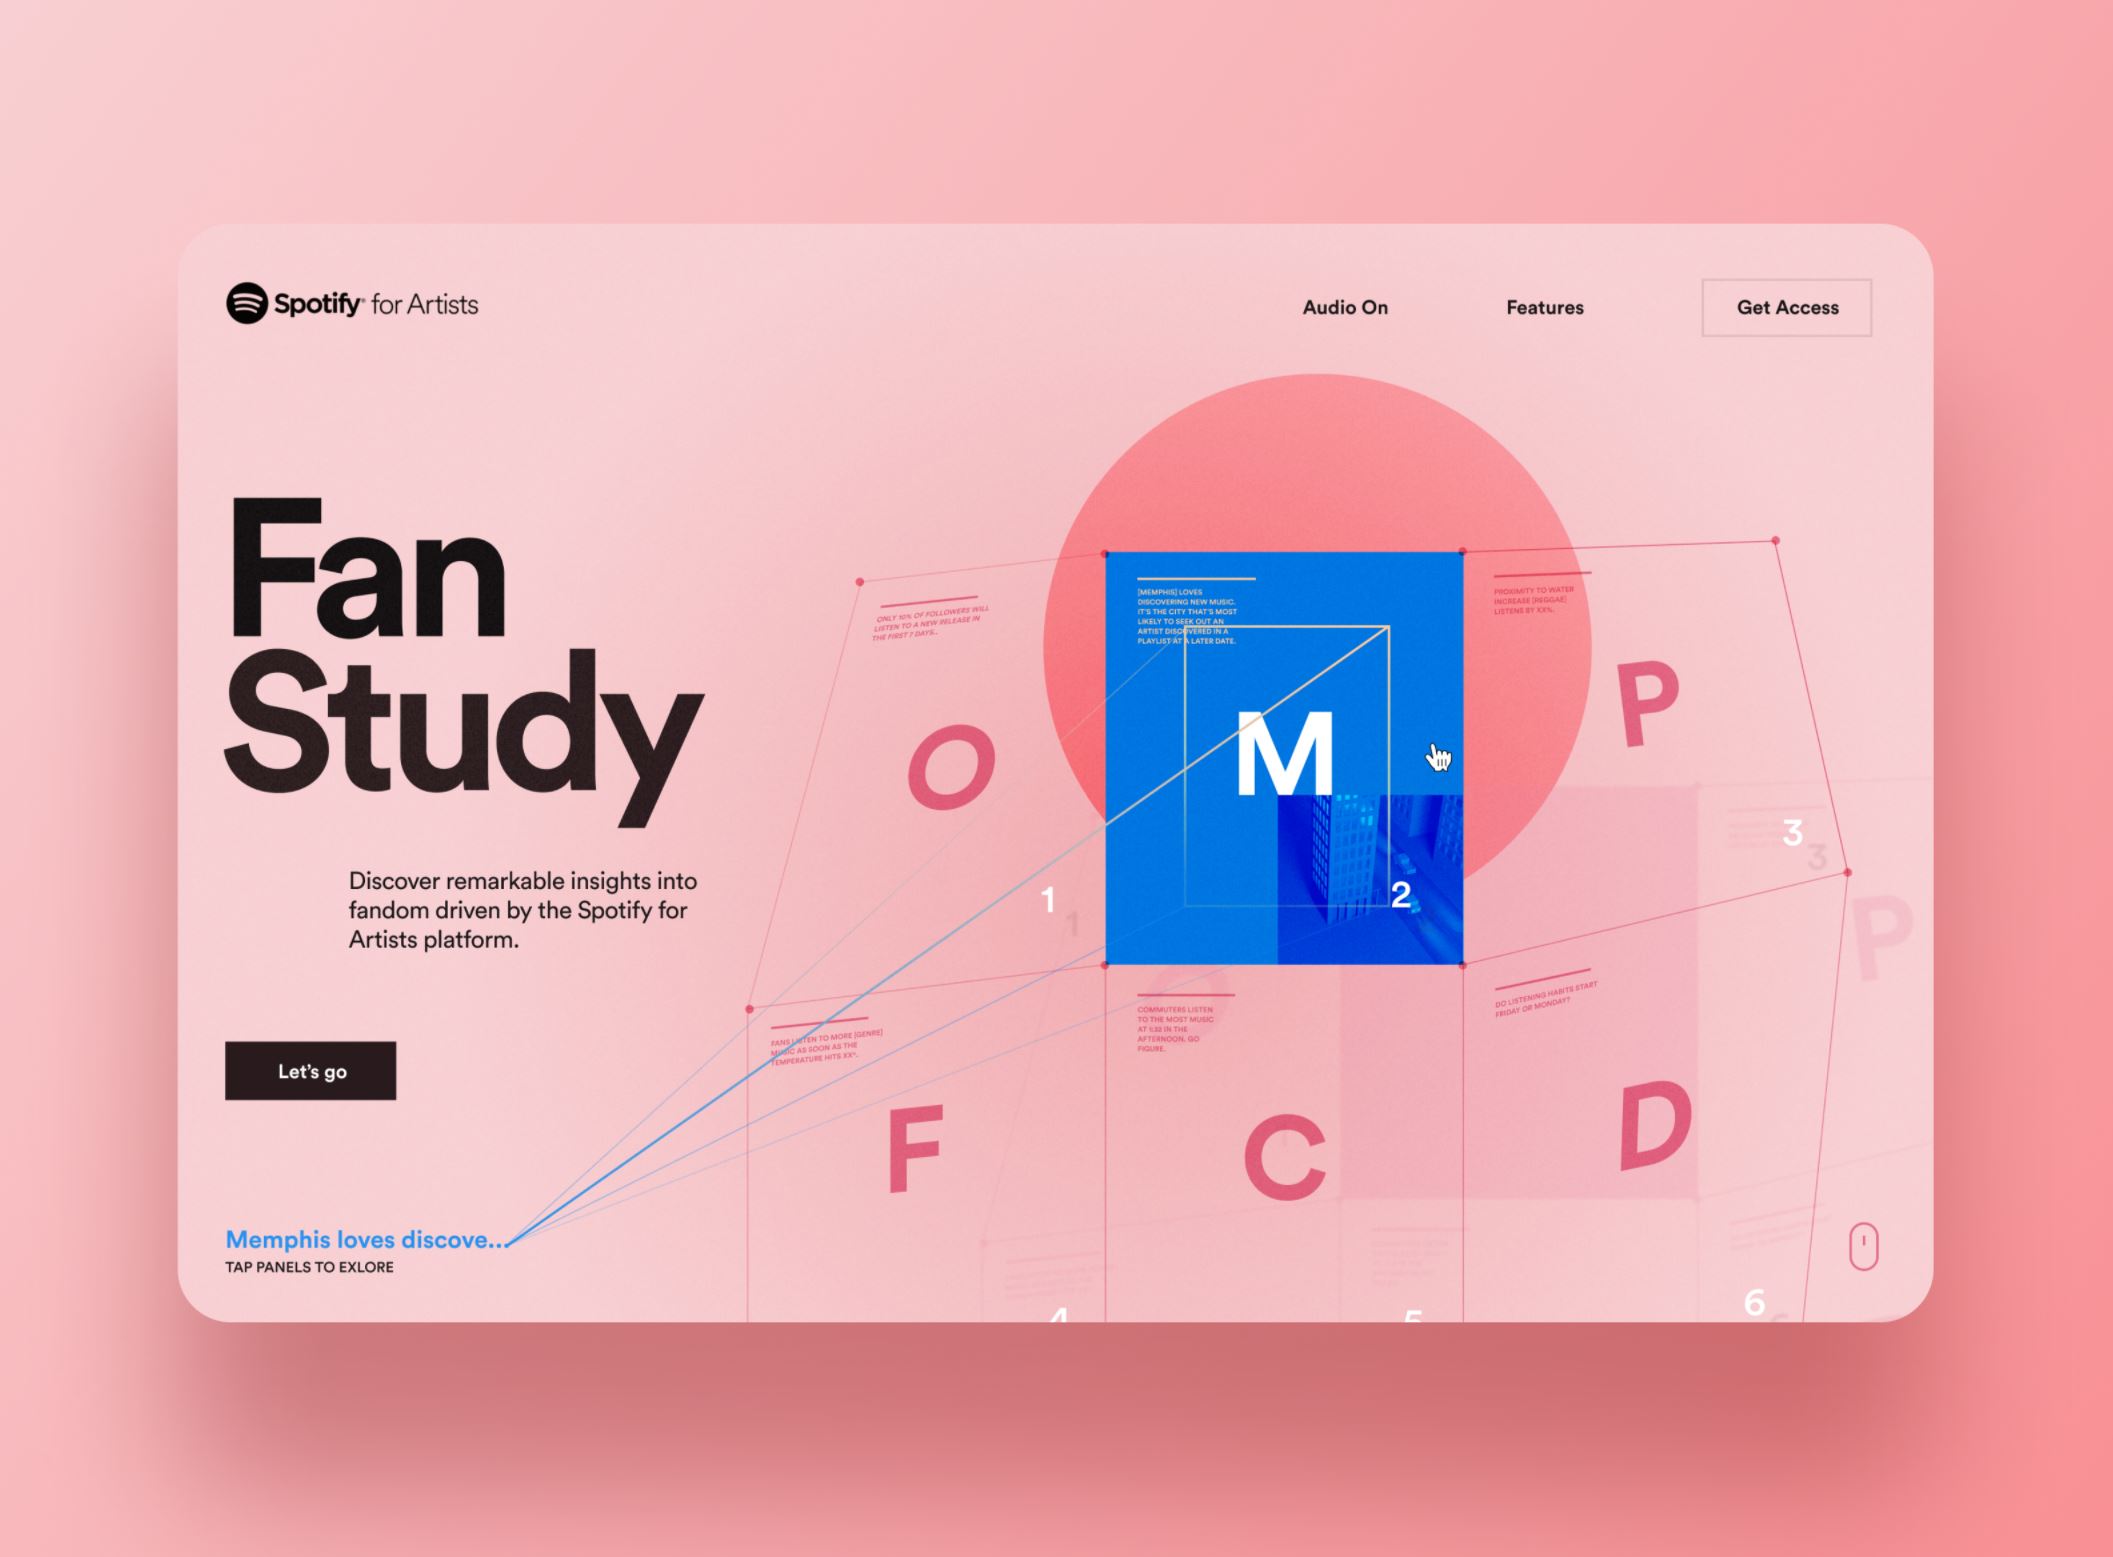 Spotify for Artists
Audio On
Features
Get Access
Fan
Study
Discover remarkable insights into
fandom driven by the Spotify for
Artists platform.
Let's go
Memphis loves discove...
TAP PANELS TO EXLORE
ONLY 10% OF FOLLOWERS WILL
LISTEN TO A NEW RELEASE IN
THE FIRST 7 DAYS..
O
1
1
[MEMPHIS] LOVES
DISCOVERING NEW MUSIC.
IT'S THE CITY THAT'S MOST
LIKELY TO SEEK OUT AN
ARTIST DISCOVERED IN A
PLAYLIST AT A LATER DATE.
M
2
PROXIMITY TO WATER
INCREASE [REGGAE]
LISTENS BY XX%.
P
3
3
P
FANS LISTEN TO MORE [GENRE]
MUSIC AS SOON AS THE
TEMPERATURE HITS XX°.
F
4
O
COMMUTERS LISTEN
TO THE MOST MUSIC
AT 1:32 IN THE
AFTERNOON. GO
FIGURE.
C
5
DO LISTENING HABITS START
FRIDAY OR MONDAY?
D
6
6